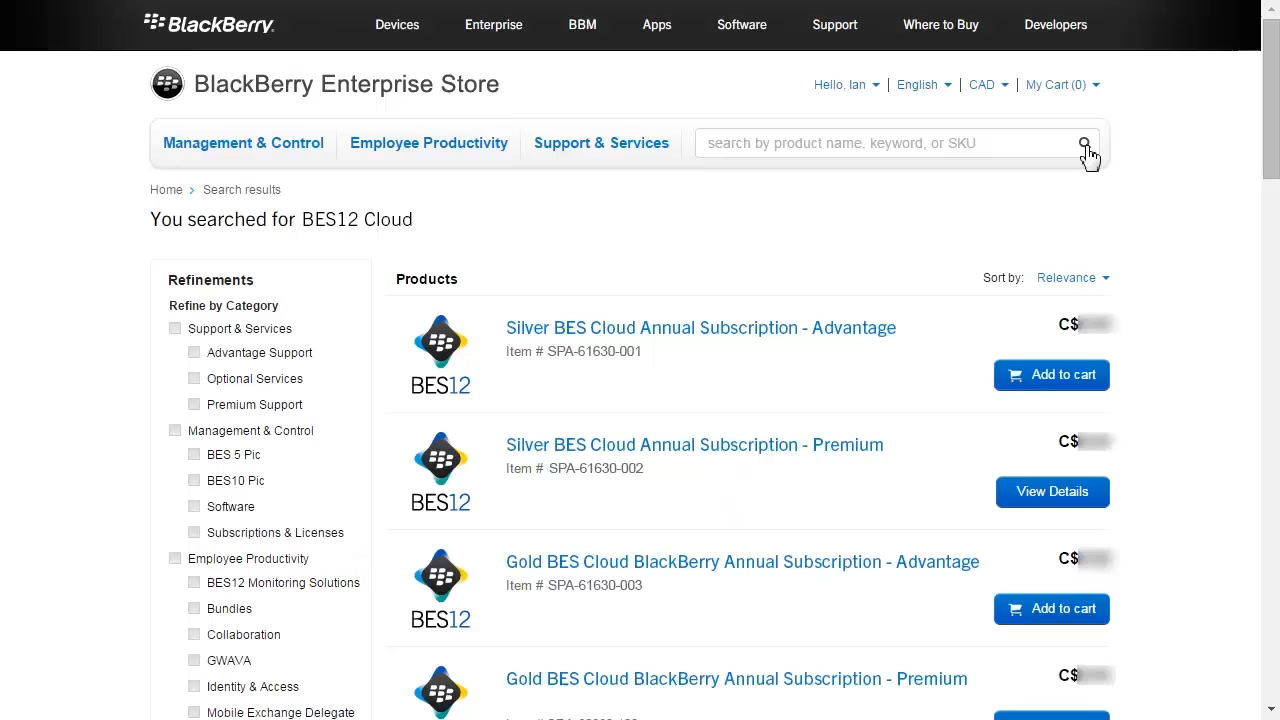 BlackBerry.
Devices
Enterprise
BBM
Apps
Software
Support
Where to Buy
Developers
BlackBerry Enterprise Store
Hello, Ian
English
CAD
My Cart (0)
Management & Control
Employee Productivity
Support & Services
search by product name, keyword, or SKU
Home
Search results
You searched for BES12 Cloud
Refinements
Refine by Category
Support & Services
Advantage Support
Optional Services
Premium Support
Management & Control
BES 5 Pic
BES10 Pic
Software
Subscriptions & Licenses
Employee Productivity
BES12 Monitoring Solutions
Bundles
Collaboration
GWAVA
Identity & Access
Mobile Exchange Delegate
Products
Sort by: Relevance
BES12
Silver BES Cloud Annual Subscription - Advantage
Item # SPA-61630-001
C$
Add to cart
BES12
Silver BES Cloud Annual Subscription - Premium
Item # SPA-61630-002
C$
View Details
BES12
Gold BES Cloud BlackBerry Annual Subscription - Advantage
Item # SPA-61630-003
C$
Add to cart
Gold BES Cloud BlackBerry Annual Subscription - Premium
C$